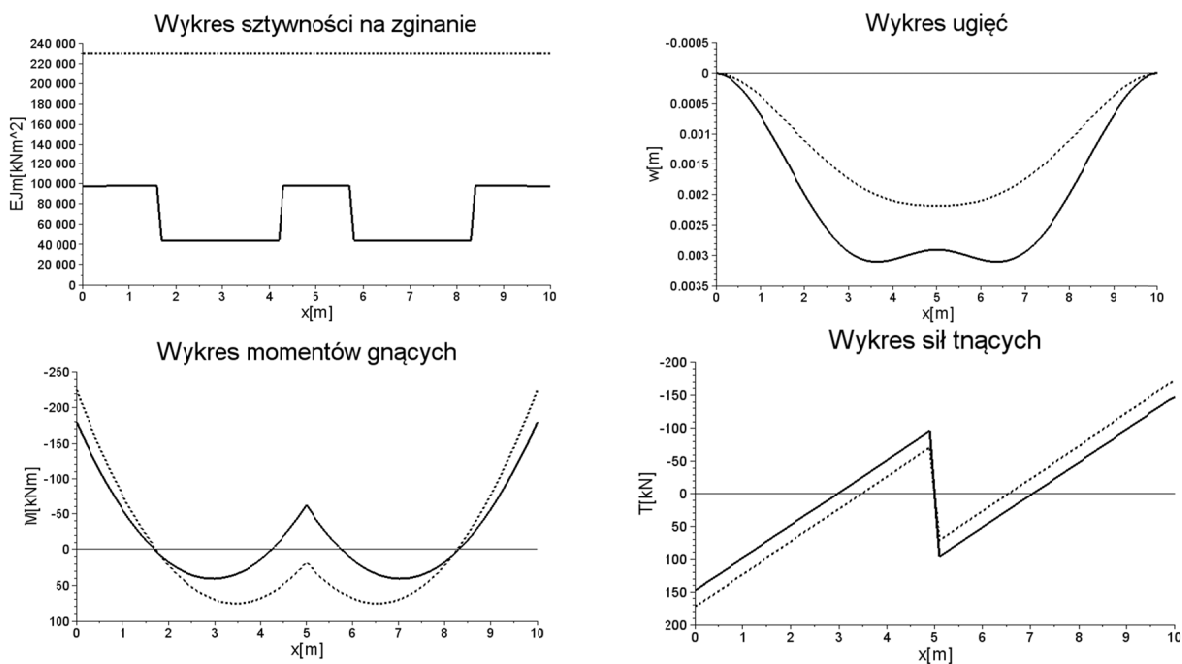 Wykres sztywności na zginanie
EJm[kNm^2]
240 000
220 000
200 000
180 000
160 000
140 000
120 000
100 000
80 000
60 000
40 000
20 000
0
0 1 2 3 4 5 6 7 8 9 10
x[m]
Wykres ugięć
w[m]
-0.0005
0
0.0005
0.001
0.0015
0.002
0.0025
0.003
0.0035
0 1 2 3 4 5 6 7 8 9 10
x[m]
Wykres momentów gnących
M[kNm]
-250
-200
-150
-100
-50
0
50
100
0 1 2 3 4 5 6 7 8 9 10
x[m]
Wykres sił tnących
T[kN]
-200
-150
-100
-50
0
50
100
150
200
0 1 2 3 4 5 6 7 8 9 10
x[m]